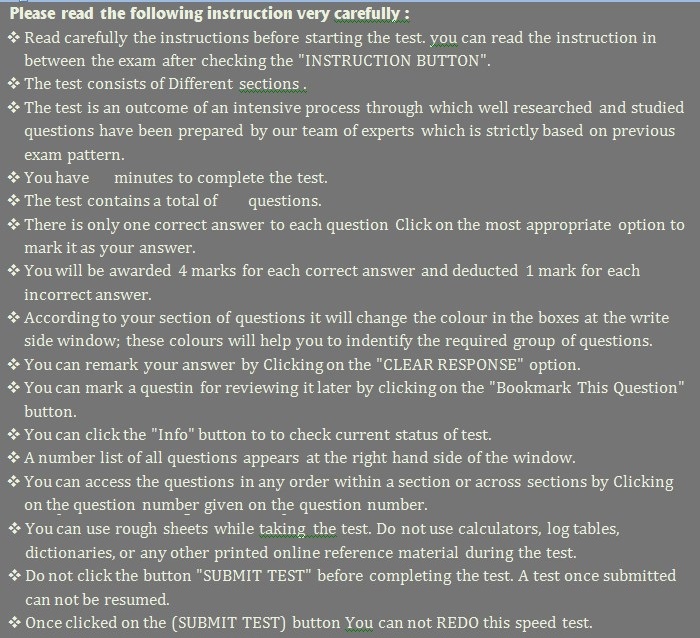 Please read the following instruction very carefully :
❖ Read carefully the instructions before starting the test. you can read the instruction in
between the exam after checking the "INSTRUCTION BUTTON".
❖ The test consists of Different sections .
❖ The test is an outcome of an intensive process through which well researched and studied
questions have been prepared by our team of experts which is strictly based on previous
exam pattern.
❖ You have minutes to complete the test.
❖ The test contains a total of questions.
❖ There is only one correct answer to each question Click on the most appropriate option to
mark it as your answer.
❖ You will be awarded 4 marks for each correct answer and deducted 1 mark for each
incorrect answer.
❖ According to your section of questions it will change the colour in the boxes at the write
side window; these colours will help you to indentify the required group of questions.
❖ You can remark your answer by Clicking on the "CLEAR RESPONSE" option.
❖ You can mark a questin for reviewing it later by clicking on the "Bookmark This Question"
button.
❖ You can click the "Info" button to to check current status of test.
❖ A number list of all questions appears at the right hand side of the window.
❖ You can access the questions in any order within a section or across sections by Clicking
on the question number given on the question number.
❖ You can use rough sheets while taking the test. Do not use calculators, log tables,
dictionaries, or any other printed online reference material during the test.
❖ Do not click the button "SUBMIT TEST" before completing the test. A test once submitted
can not be resumed.
❖ Once clicked on the (SUBMIT TEST) button You can not REDO this speed test.